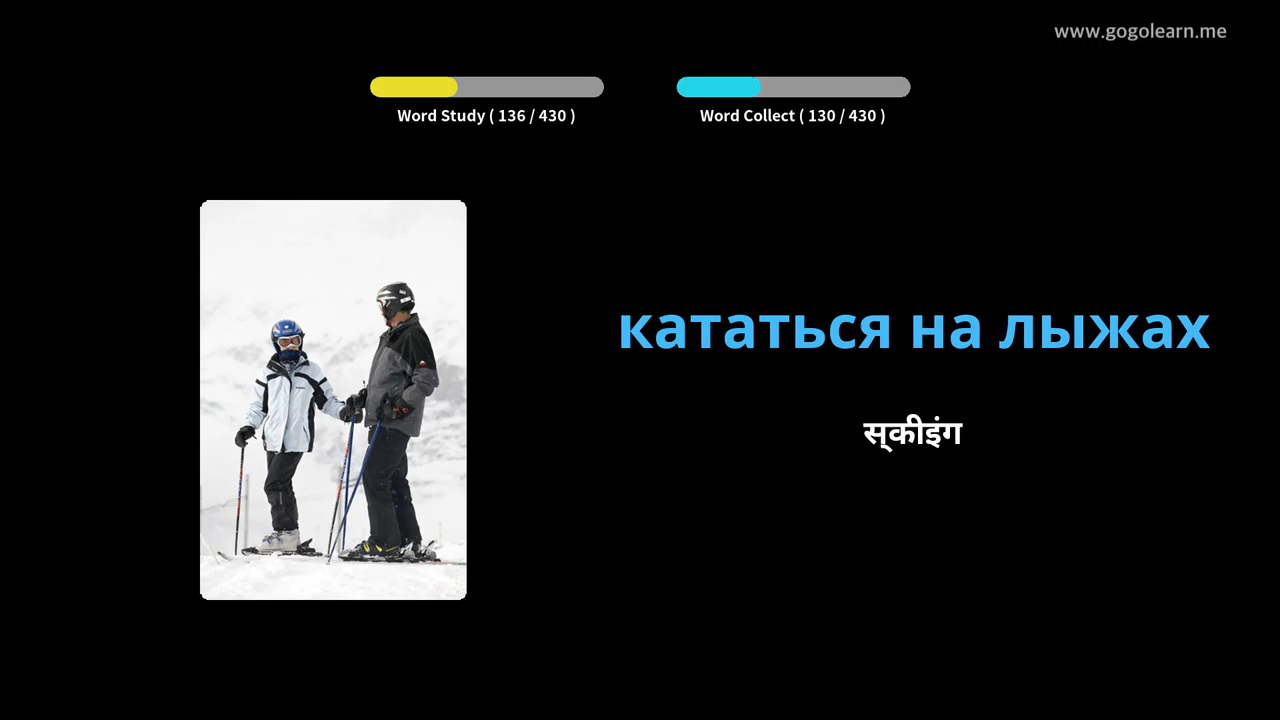 www.gogolearn.me
Word Study ( 136 / 430 )
Word Collect ( 130 / 430 )
кататься на лыжах
स्कीइंग